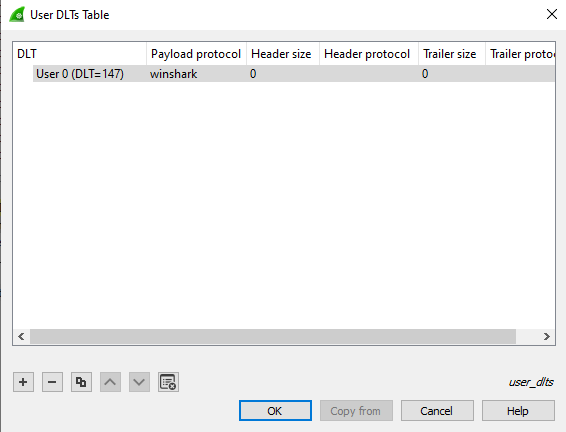 User DLTs Table
DLT Payload protocol Header size Header protocol Trailer size Trailer protoc
User 0 (DLT=147) winshark 0 0
user_dlts
OK Copy from Cancel Help